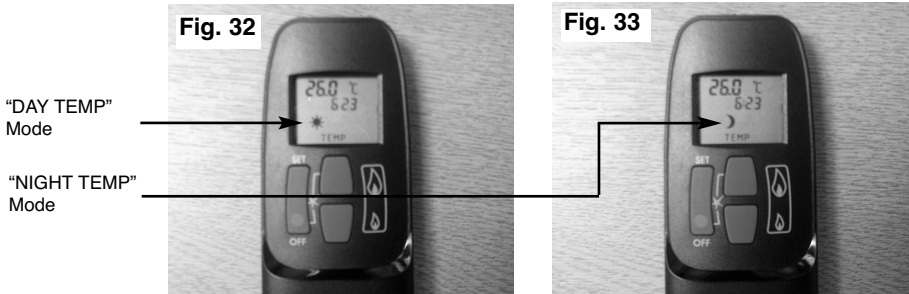 Fig. 32
Fig. 33
"DAY TEMP"
Mode
"NIGHT TEMP"
Mode
26.0 °C
6:23
TEMP
SET
OFF
26.0 °C
6:23
TEMP
SET
OFF